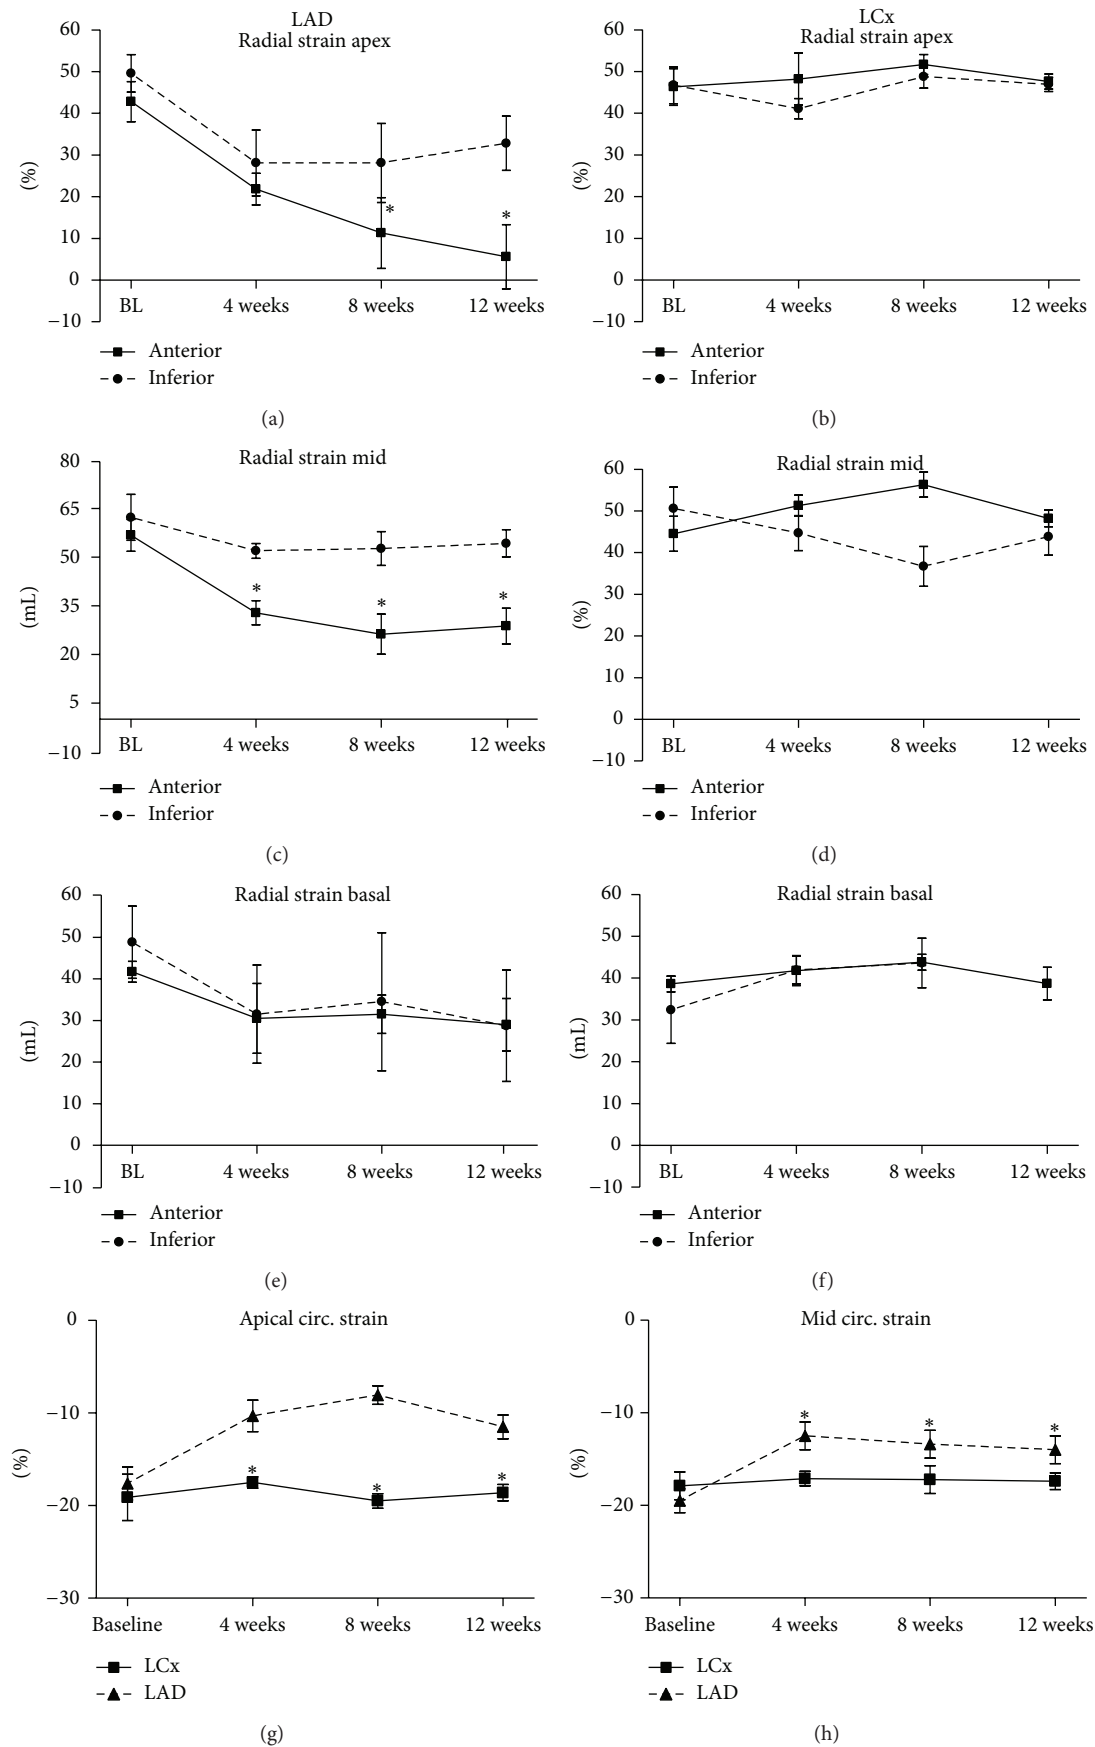 LAD
Radial strain apex
60
50
40
30
20
10
0
−10
(%)
*
*
BL
4 weeks
8 weeks
12 weeks
Anterior
Inferior
(a)
LCx
Radial strain apex
60
50
40
30
20
10
0
−10
(%)
BL
4 weeks
8 weeks
12 weeks
Anterior
Inferior
(b)
Radial strain mid
80
65
50
35
20
5
−10
(mL)
*
*
*
BL
4 weeks
8 weeks
12 weeks
Anterior
Inferior
(c)
Radial strain mid
60
50
40
30
20
10
0
−10
(%)
BL
4 weeks
8 weeks
12 weeks
Anterior
Inferior
(d)
Radial strain basal
60
50
40
30
20
10
0
−10
(mL)
BL
4 weeks
8 weeks
12 weeks
Anterior
Inferior
(e)
Radial strain basal
60
50
40
30
20
10
0
−10
(mL)
BL
4 weeks
8 weeks
12 weeks
Anterior
Inferior
(f)
Apical circ. strain
0
−10
−20
−30
(%)
*
*
*
Baseline
4 weeks
8 weeks
12 weeks
LCx
LAD
(g)
Mid circ. strain
0
−10
−20
−30
(%)
*
*
*
Baseline
4 weeks
8 weeks
12 weeks
LCx
LAD
(h)